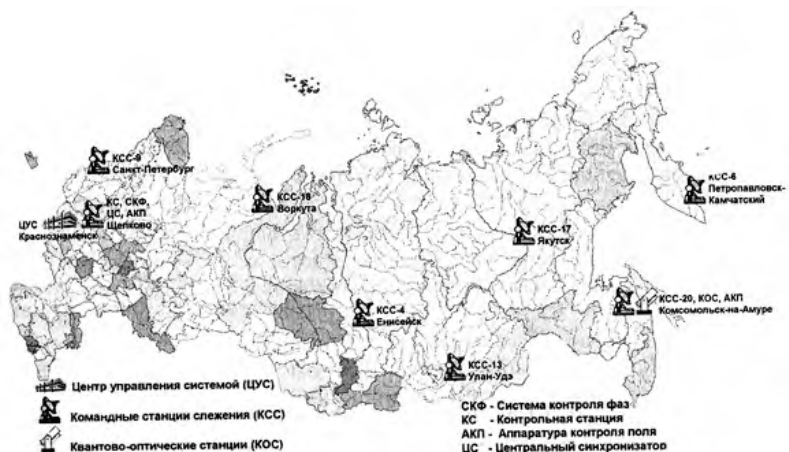 КСС-9
Санкт-Петербург
КС, СКФ,
ЦС, АКП
Щелково
ЦУС
Краснознаменск
КСС-18
Воркута
КСС-6
Петропавловск-
Камчатский
КСС-17
Якутск
КСС-20, КОС, АКП
Комсомольск-на-Амуре
КСС-4
Енисейск
КСС-13
Улан-Удэ
Центр управления системой (ЦУС)
Командные станции слежения (КСС)
Квантово-оптические станции (КОС)
СКФ - Система контроля фаз
КС - Контрольная станция
АКП - Аппаратура контроля поля
ЦС - Центральный синхронизатор